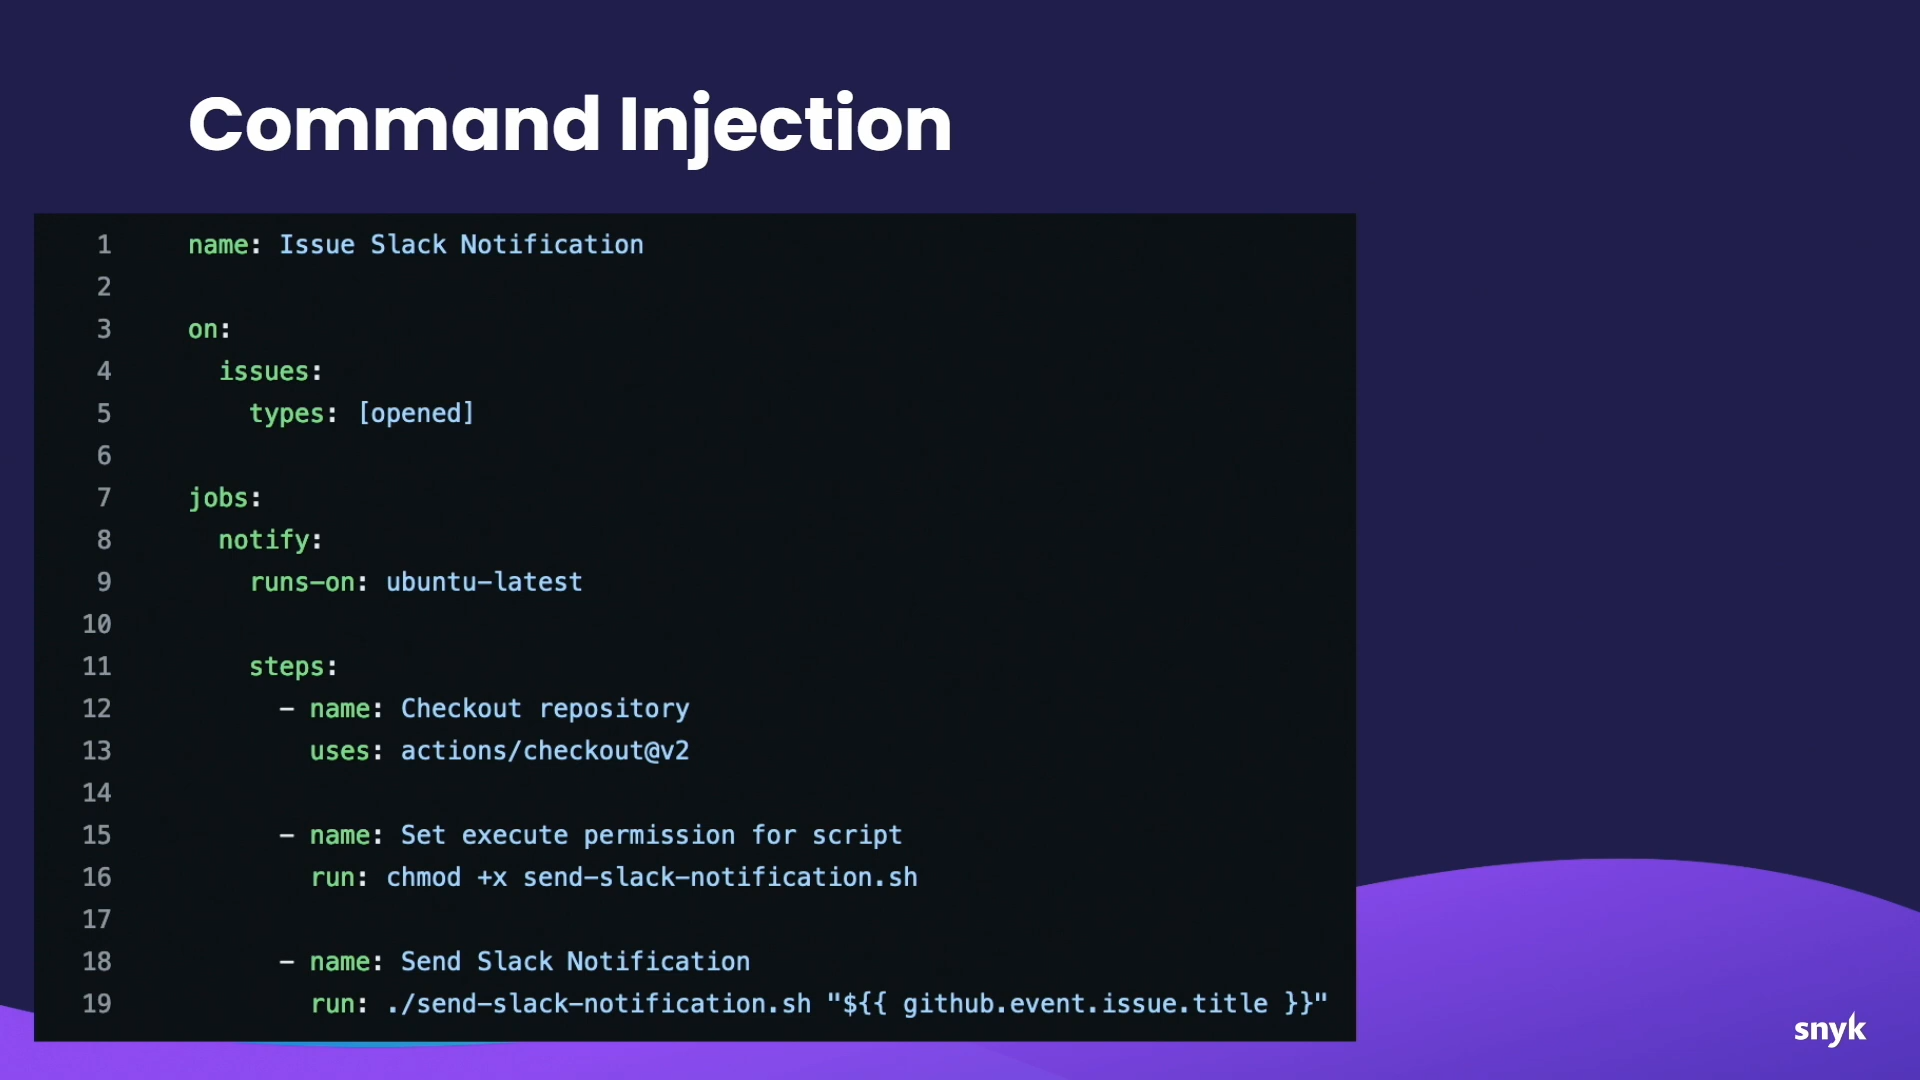 Command Injection
1 name: Issue Slack Notification
2
3 on:
4 issues:
5 types: [opened]
6
7 jobs:
8 notify:
9 runs-on: ubuntu-latest
10
11 steps:
12 - name: Checkout repository
13 uses: actions/checkout@v2
14
15 - name: Set execute permission for script
16 run: chmod +x send-slack-notification.sh
17
18 - name: Send Slack Notification
19 run: ./send-slack-notification.sh "${{ github.event.issue.title }}"
snyk